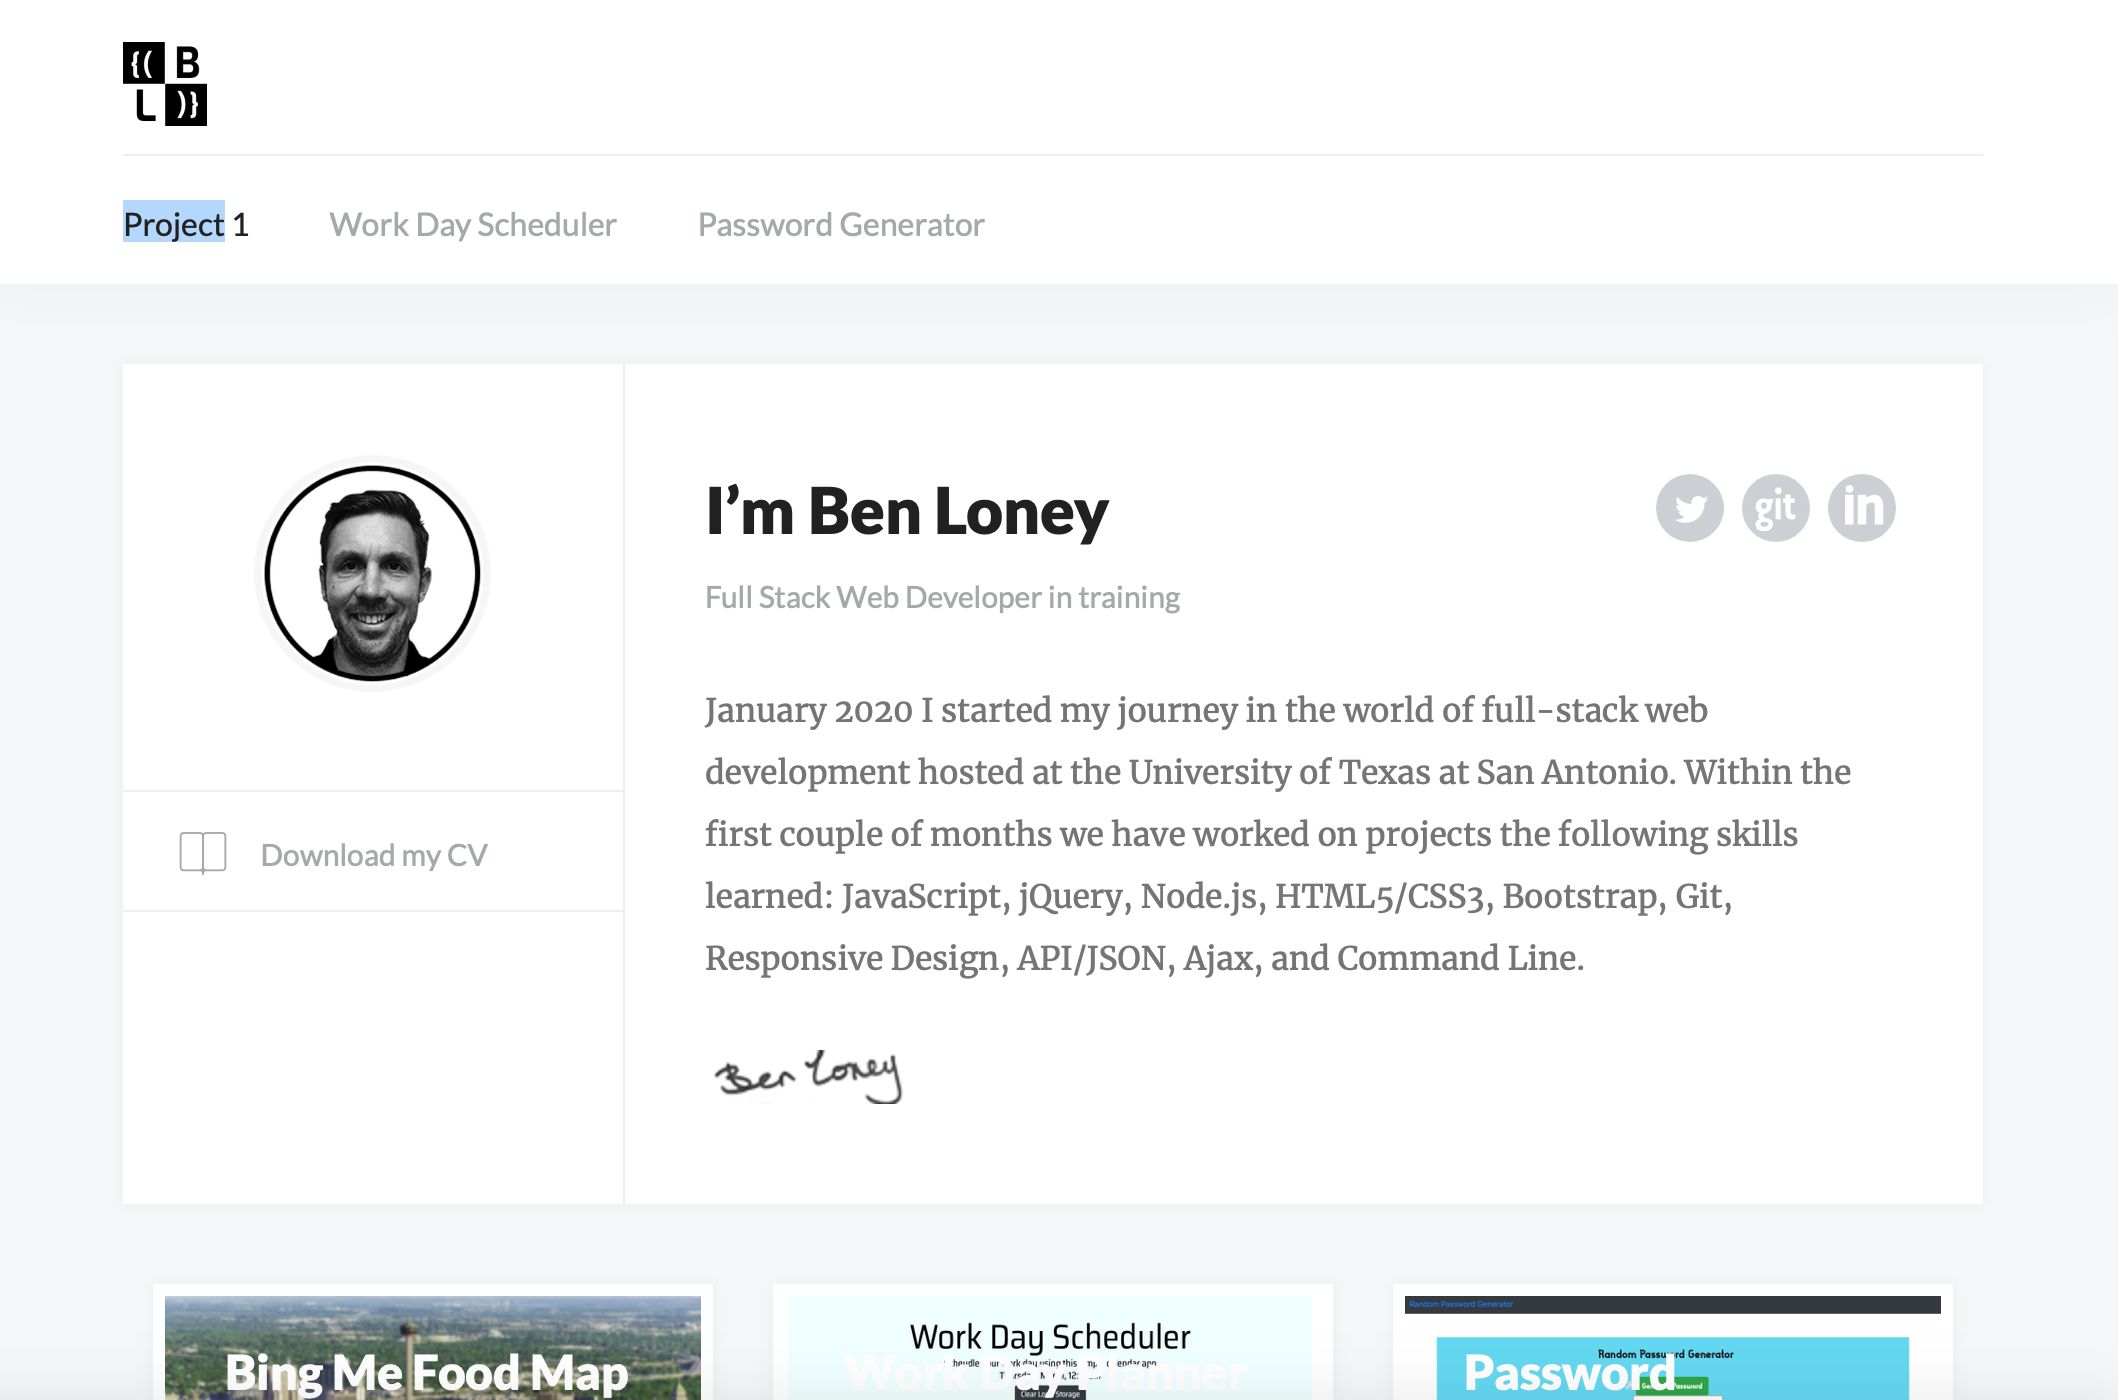 {( B
L )}
Project 1 Work Day Scheduler Password Generator
I’m Ben Loney
git in
Full Stack Web Developer in training
January 2020 I started my journey in the world of full-stack web
development hosted at the University of Texas at San Antonio. Within the
first couple of months we have worked on projects the following skills
learned: JavaScript, jQuery, Node.js, HTML5/CSS3, Bootstrap, Git,
Responsive Design, API/JSON, Ajax, and Command Line.
Download my CV
Ben Loney
Bing Me Food Map
Work Day Scheduler
Work Day Planner
Random Password Generator
Random Password Generator
Password